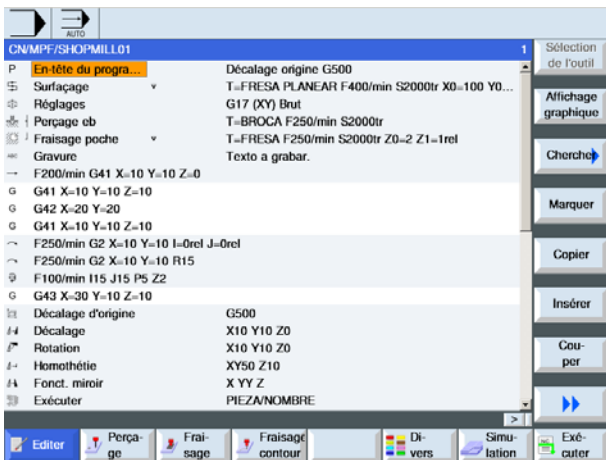 AUTO
CN/MPF/SHOPMILL01 1
P En-tête du progra... Décalage origine G500
Surfaçage v T=FRESA PLANEAR F400/min S2000tr X0=100 Y0...
Réglages G17 (XY) Brut
Perçage eb T=BROCA F250/min S2000tr
Fraisage poche v T=FRESA F250/min S2000tr Z0=2 Z1=1rel
ABC Gravure Texto a grabar.
F200/min G41 X=10 Y=10 Z=0
G G41 X=10 Y=10 Z=10
G G42 X=20 Y=20
G G41 X=10 Y=10 Z=10
F250/min G2 X=10 Y=10 I=0rel J=0rel
F250/min G2 X=10 Y=10 R15
F100/min I15 J15 P5 Z2
G G43 X=30 Y=10 Z=10
Décalage d'origine G500
Décalage X10 Y10 Z0
Rotation X10 Y10 Z0
Homothétie XY50 Z10
Fonct. miroir X YY Z
Exécuter PIEZA/NOMBRE
>
Sélection
de l'outil
Affichage
graphique
Cherche
Marquer
Copier
Insérer
Cou-
per
Editer
Perça-
ge
Frai-
sage
Fraisage
contour
Di-
vers
Simu-
lation
Exé-
cuter